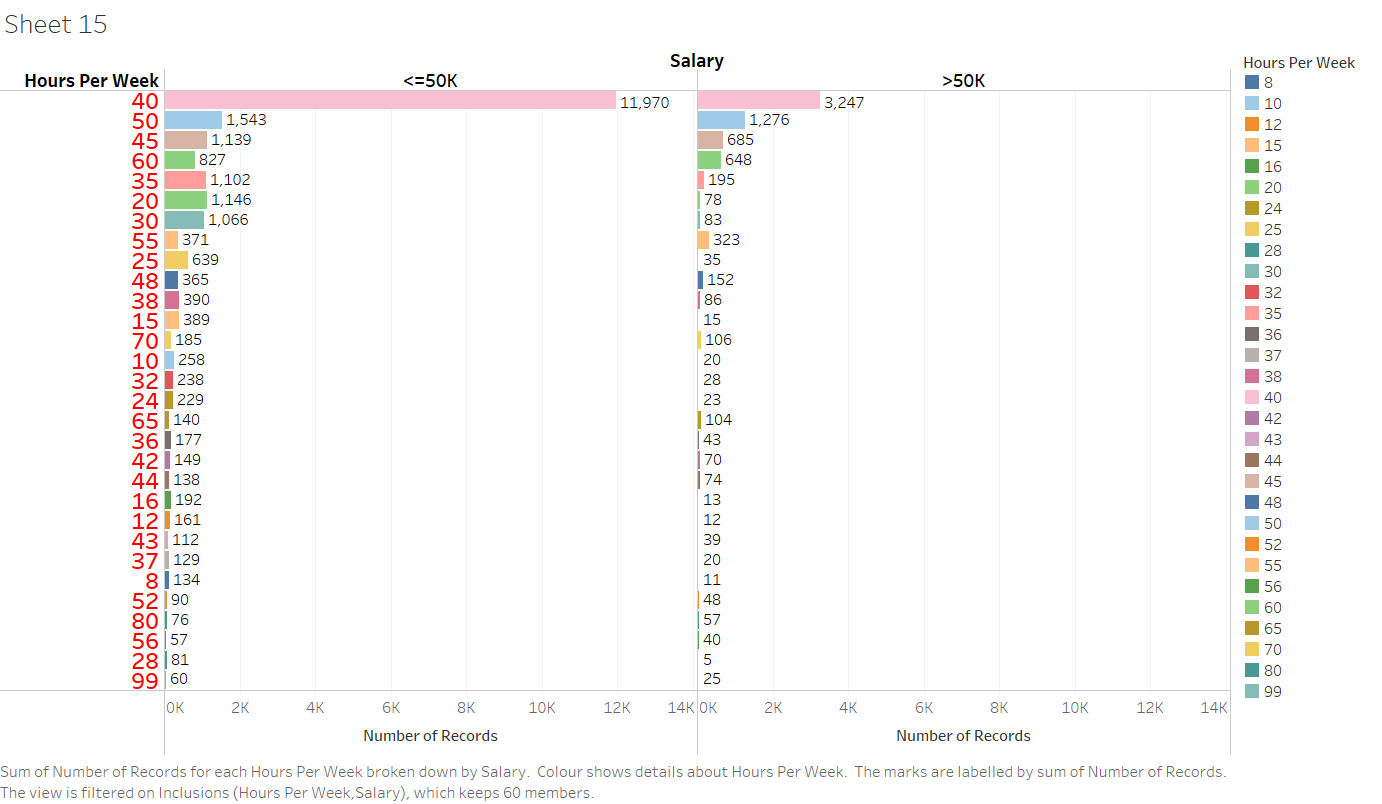 Sheet 15
Salary
Hours Per Week <=50K >50K
40 11,970 3,247
50 1,543 1,276
45 1,139 685
60 827 648
35 1,102 195
20 1,146 78
30 1,066 83
55 371 323
25 639 35
48 365 152
38 390 86
15 389 15
70 185 106
10 258 20
32 238 28
24 229 23
65 140 104
36 177 43
42 149 70
44 138 74
16 192 13
12 161 12
43 112 39
37 129 20
8 134 11
52 90 48
80 76 57
56 57 40
28 81 5
99 60 25
0K 2K 4K 6K 8K 10K 12K 14K 0K 2K 4K 6K 8K 10K 12K 14K
Number of Records Number of Records
Hours Per Week
8
10
12
15
16
20
24
25
28
30
32
35
36
37
38
40
42
43
44
45
48
50
52
55
56
60
65
70
80
99
Sum of Number of Records for each Hours Per Week broken down by Salary.  Colour shows details about Hours Per Week.  The marks are labelled by sum of Number of Records.
The view is filtered on Inclusions (Hours Per Week,Salary), which keeps 60 members.